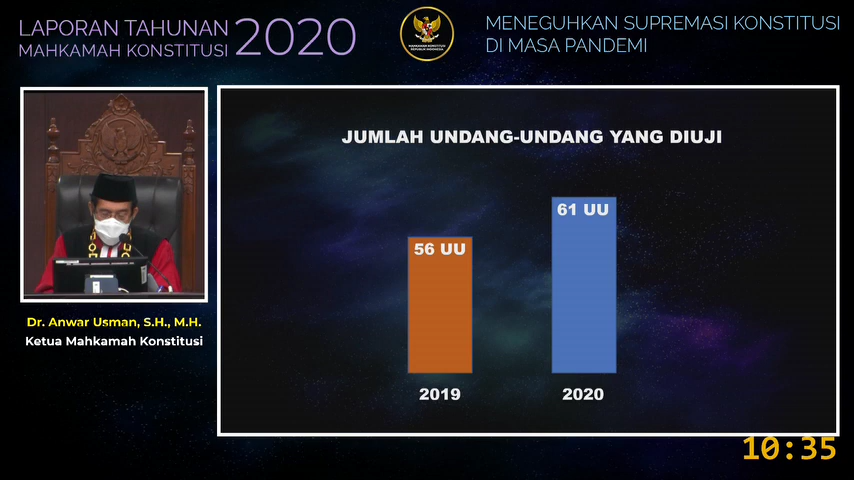 LAPORAN TAHUNAN
MAHKAMAH KONSTITUSI
2020
MENEGUHKAN SUPREMASI KONSTITUSI
DI MASA PANDEMI
JUMLAH UNDANG-UNDANG YANG DIUJI
56 UU
61 UU
2019
2020
Dr. Anwar Usman, S.H., M.H.
Ketua Mahkamah Konstitusi
10:35